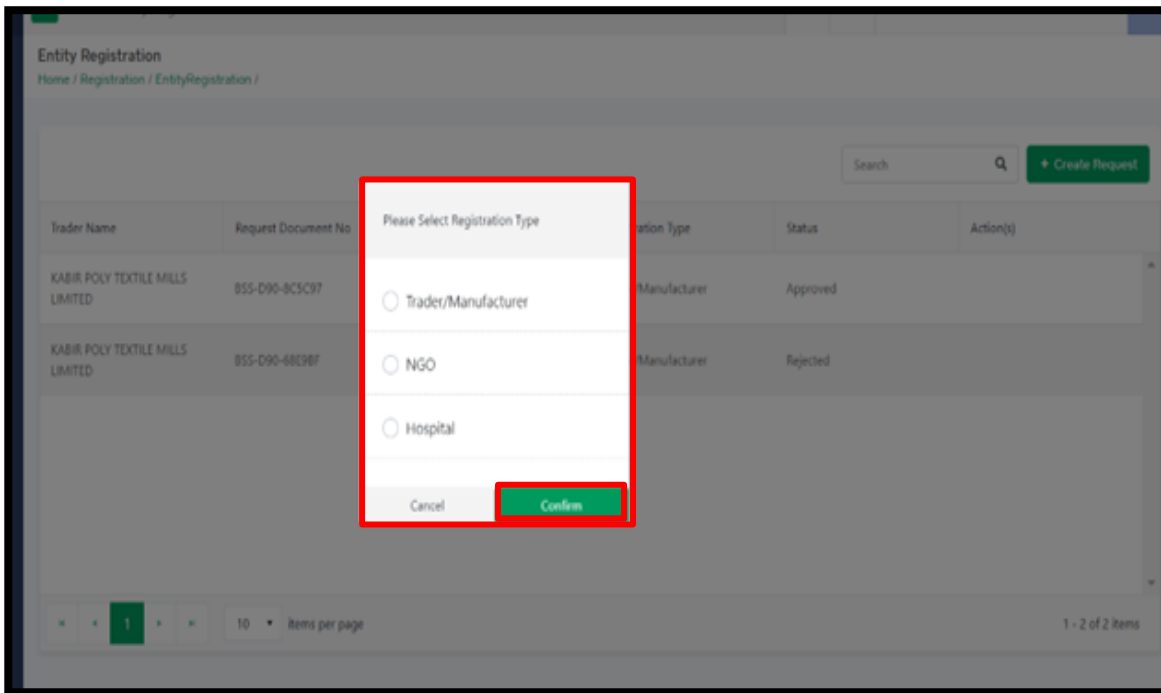 Entity Registration
Home / Registration / EntityRegistration /
Search
+ Create Request
Trader Name
Request Document No
ration Type
Status
Action(s)
KABIR POLY TEXTILE MILLS
LIMITED
BSS-D90-8C5C97
/Manufacturer
Approved
KABIR POLY TEXTILE MILLS
LIMITED
BSS-D90-68E9BF
/Manufacturer
Rejected
Please Select Registration Type
Trader/Manufacturer
NGO
Hospital
Cancel
Confirm
1
10
items per page
1 - 2 of 2 items